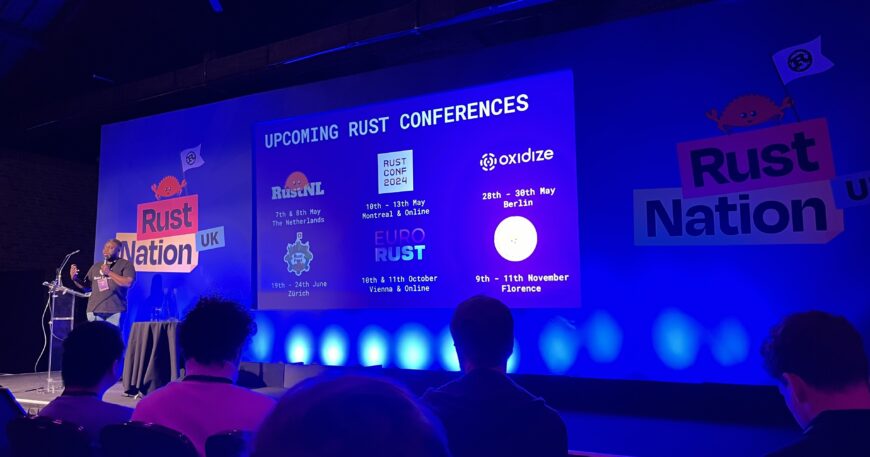 UPCOMING RUST CONFERENCES
RustNL
7th & 8th May
The Netherlands
RUST
CONF
2024
10th - 13th May
Montreal & Online
oxidize
28th - 30th May
Berlin
19th - 24th June
Zürich
EURO
RUST
10th & 11th October
Vienna & Online
9th - 11th November
Florence
Rust
Nation
UK
Rust
Nation
UK